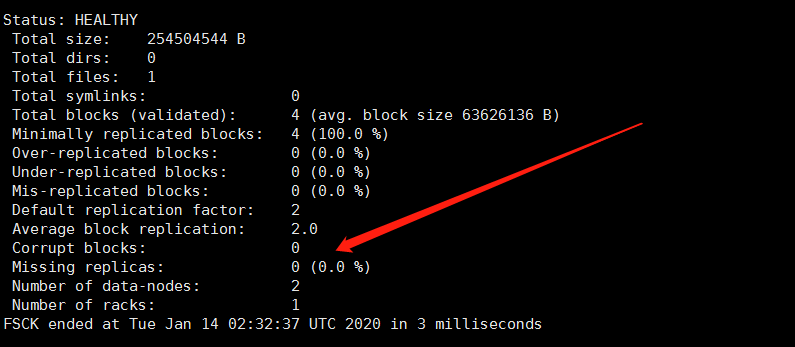 Status: HEALTHY
Total size: 254504544 B
Total dirs: 0
Total files: 1
Total symlinks: 0
Total blocks (validated): 4 (avg. block size 63626136 B)
Minimally replicated blocks: 4 (100.0 %)
Over-replicated blocks: 0 (0.0 %)
Under-replicated blocks: 0 (0.0 %)
Mis-replicated blocks: 0 (0.0 %)
Default replication factor: 2
Average block replication: 2.0
Corrupt blocks: 0
Missing replicas: 0 (0.0 %)
Number of data-nodes: 2
Number of racks: 1
FSCK ended at Tue Jan 14 02:32:37 UTC 2020 in 3 milliseconds